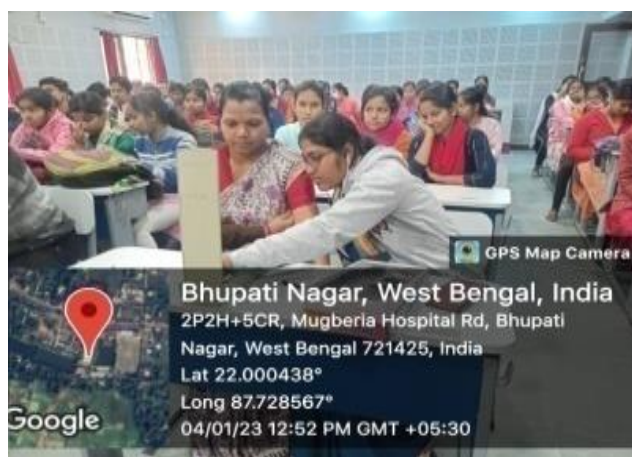 GPS Map Camera
Bhupati Nagar, West Bengal, India
2P2H+5CR, Mugberia Hospital Rd, Bhupati
Nagar, West Bengal 721425, India
Lat 22.000438°
Long 87.728567°
04/01/23 12:52 PM GMT +05:30
Google